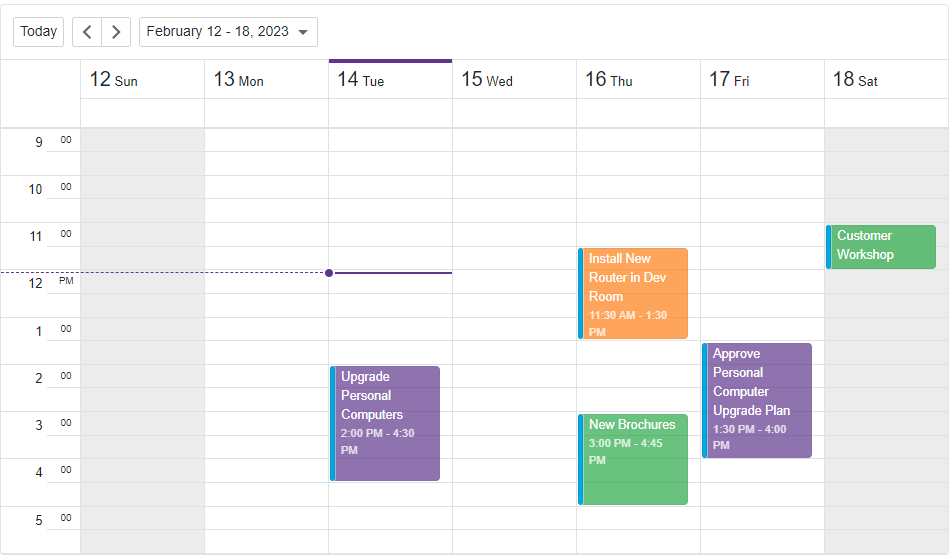 Today
February 12 - 18, 2023
12 Sun
13 Mon
14 Tue
15 Wed
16 Thu
17 Fri
18 Sat
9 00
10 00
11 00
12 PM
1 00
2 00
3 00
4 00
5 00
Upgrade
Personal
Computers
2:00 PM - 4:30
PM
Install New
Router in Dev
Room
11:30 AM - 1:30
PM
New Brochures
3:00 PM - 4:45
PM
Approve
Personal
Computer
Upgrade Plan
1:30 PM - 4:00
PM
Customer
Workshop